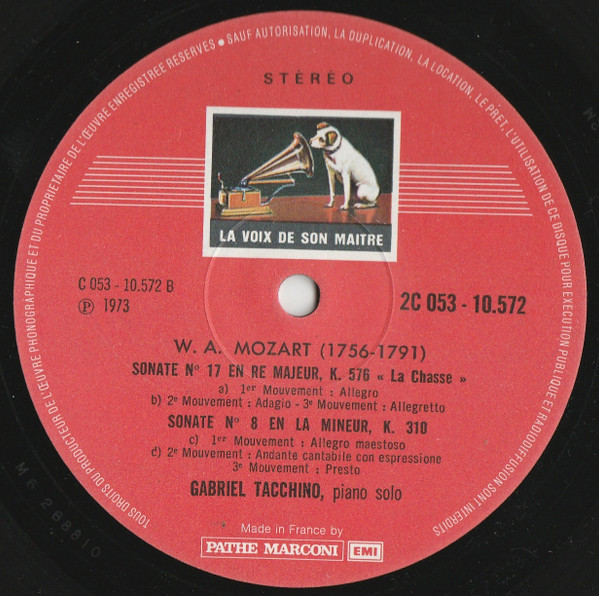 TOUS DROITS DU PRODUCTEUR DE L'ŒUVRE PHONOGRAPHIQUE ET DU PROPRIETAIRE DE L'ŒUVRE ENREGISTREE RESERVES ● SAUF AUTORISATION, LA DUPLICATION, LA LOCATION, LE PRET, L'UTILISATION DE CE DISQUE POUR EXECUTION PUBLIQUE ET RADIODIFFUSION SONT INTERDITS
STÉRÉO
LA VOIX DE SON MAITRE
C 053 - 10.572 B
℗ 1973
2C 053 - 10.572
W. A. MOZART (1756-1791)
SONATE Nº 17 EN RE MAJEUR, K. 576 « La Chasse »
a) 1er Mouvement : Allegro
b) 2e Mouvement : Adagio - 3e Mouvement : Allegretto
SONATE Nº 8 EN LA MINEUR, K. 310
c) 1er Mouvement : Allegro maestoso
d) 2e Mouvement : Andante cantabile con espressione
3e Mouvement : Presto
GABRIEL TACCHINO, piano solo
Made in France by
PATHE MARCONI EMI
M6 268810